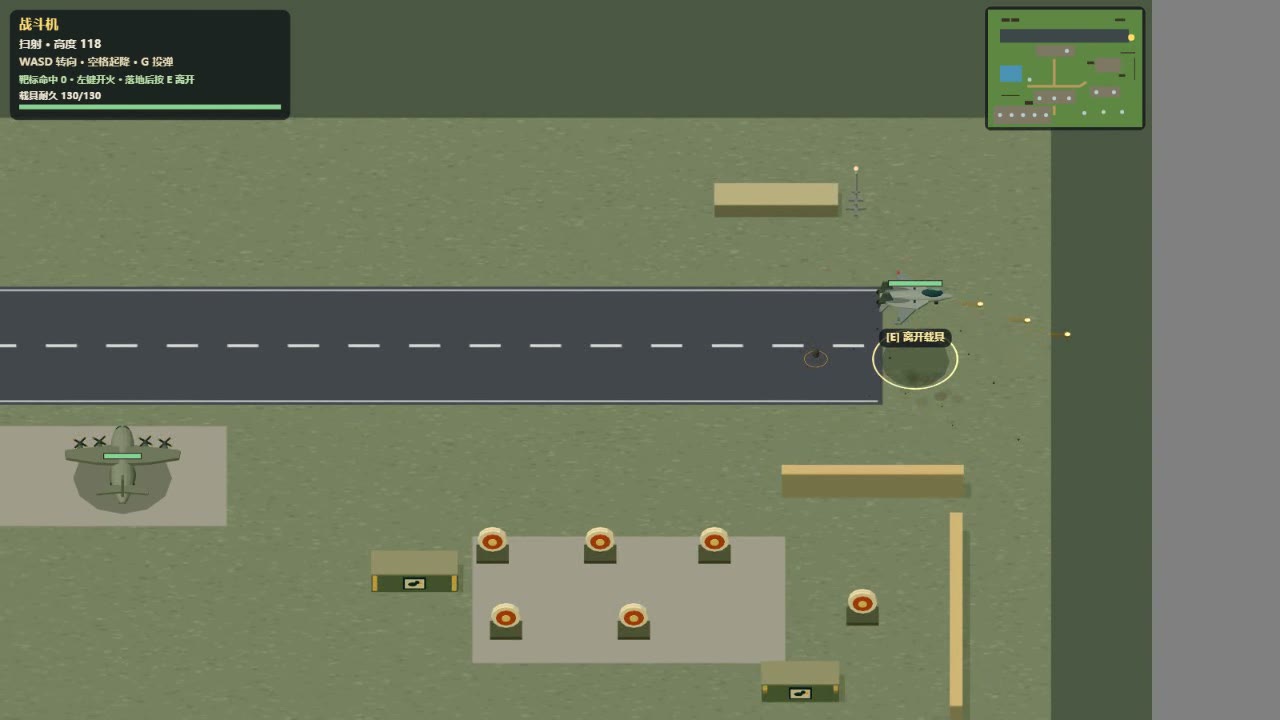 战斗机
扫射 • 高度 118
WASD 转向 • 空格起降 • G 投弹
靶标命中 0 • 左键开火 • 落地后按 E 离开
载具耐久 130/130
[E] 离开载具